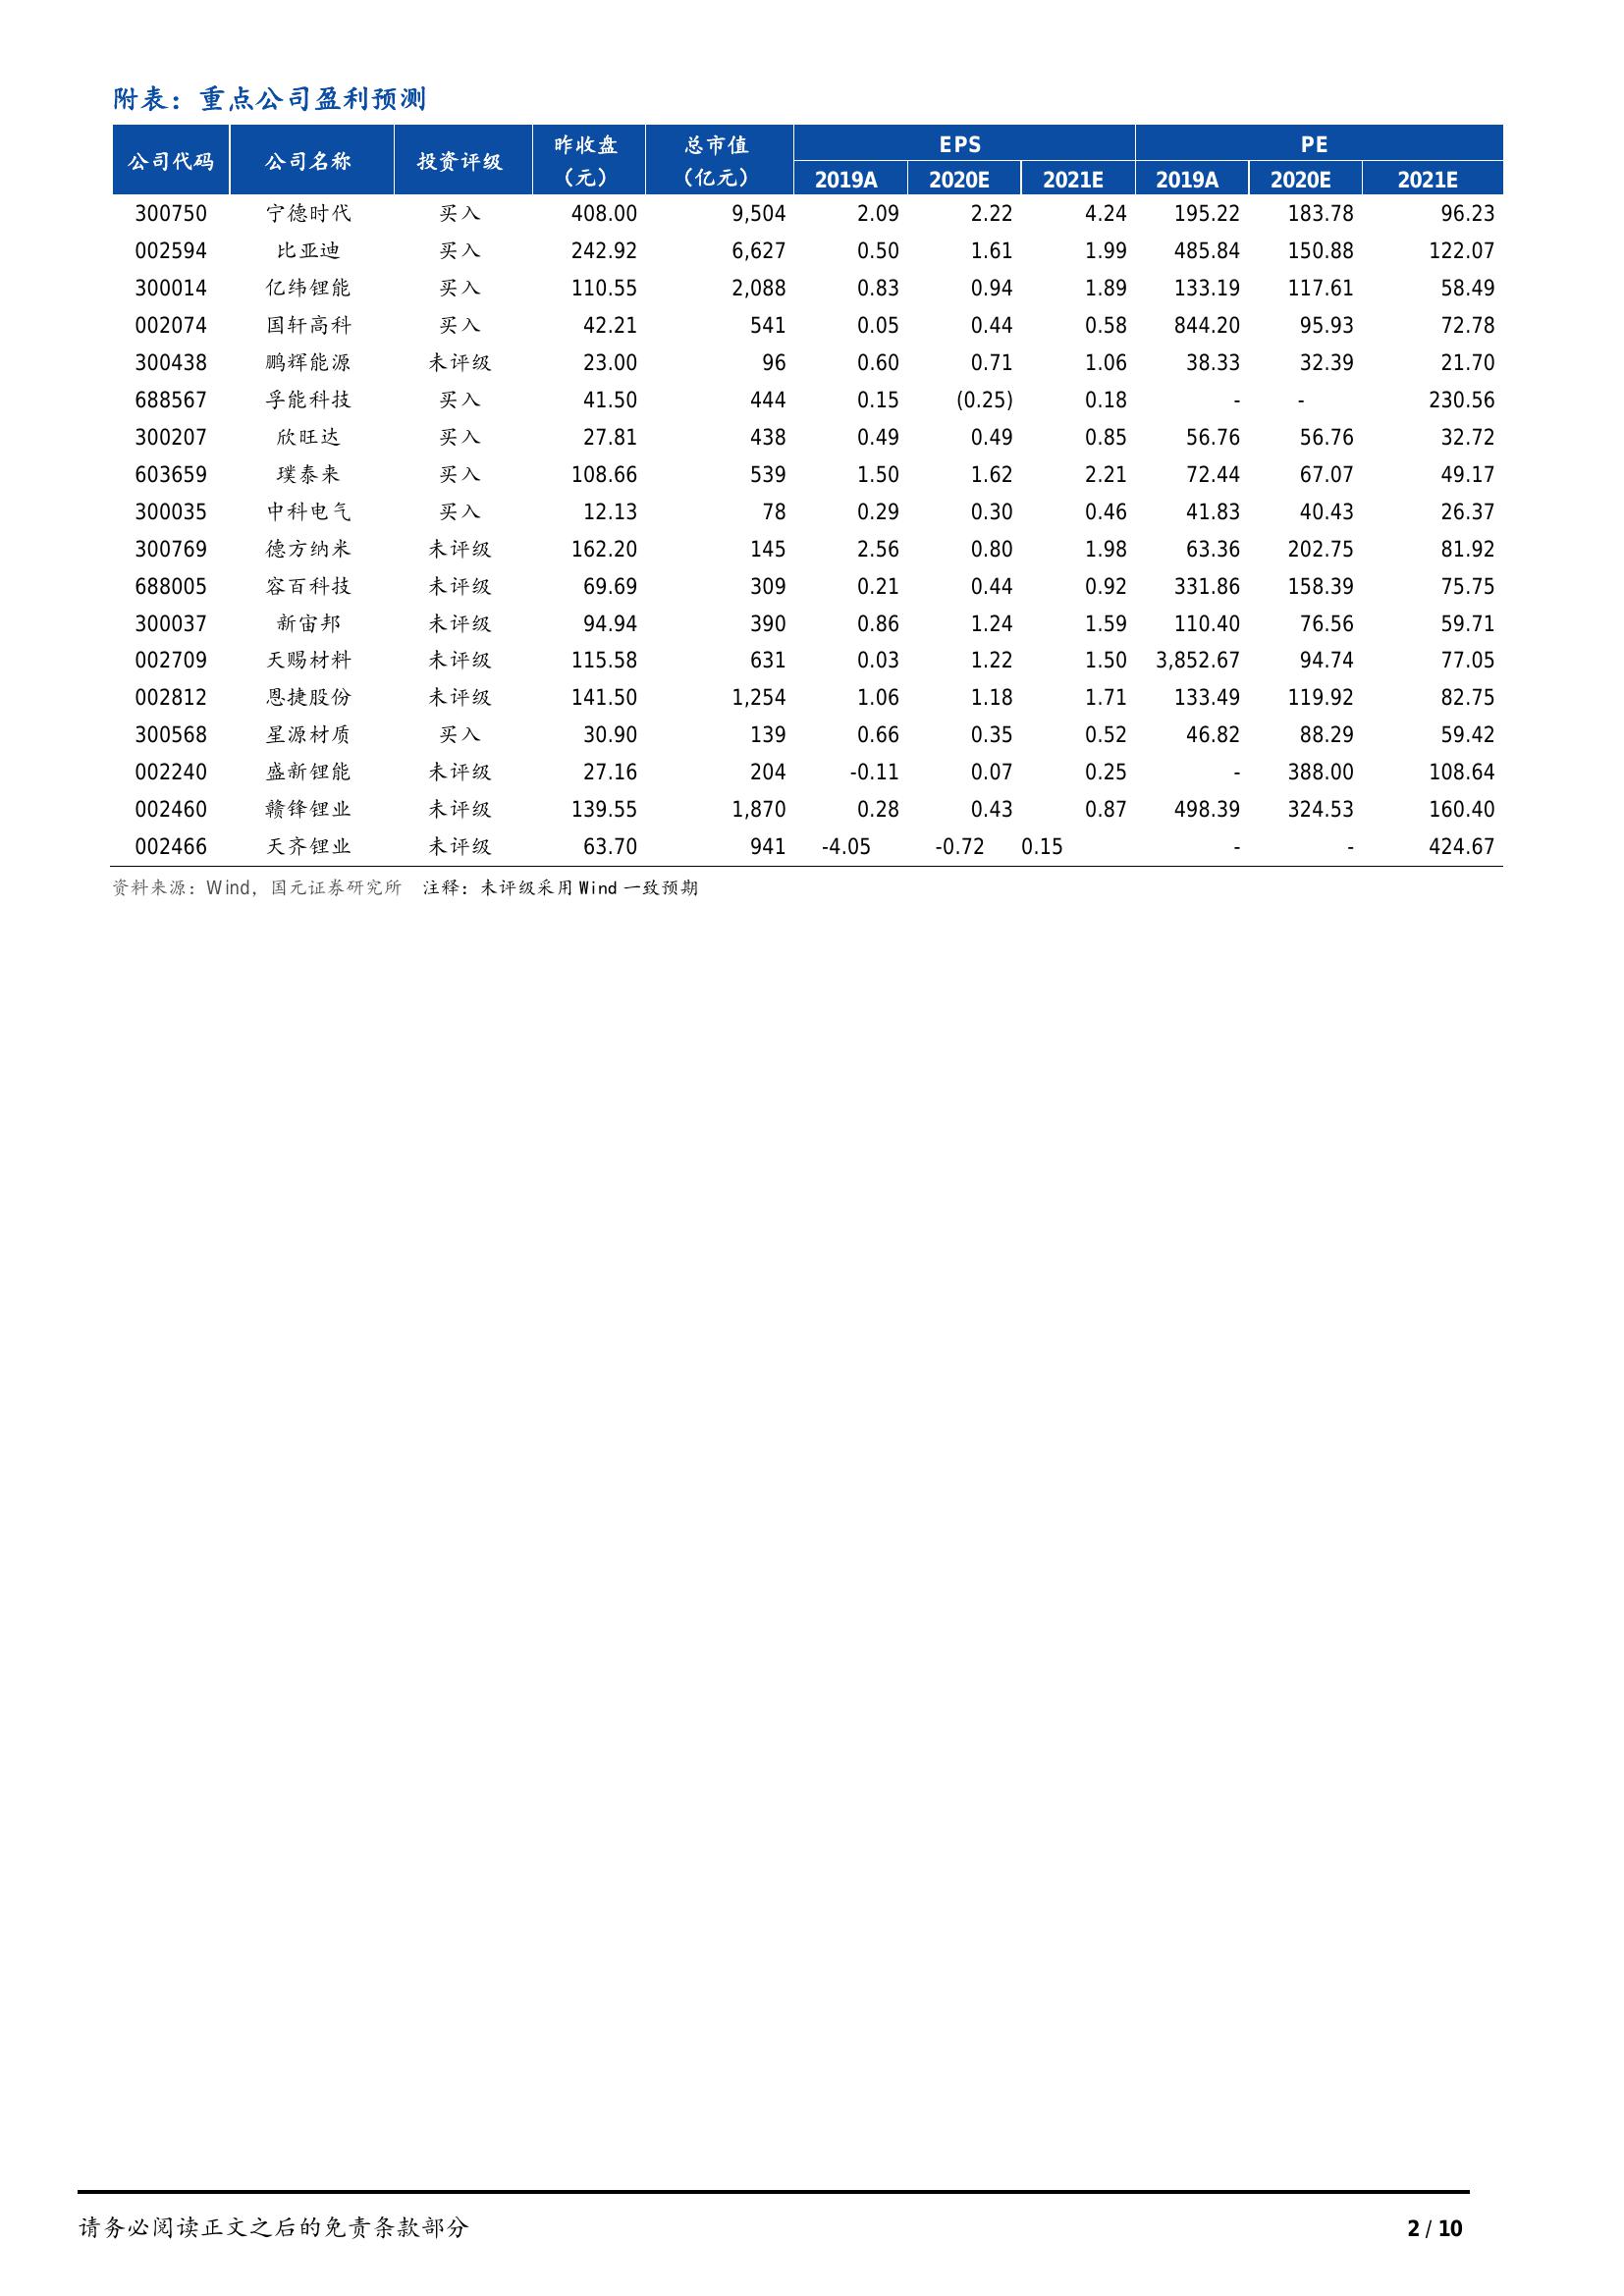 附表：重点公司盈利预测
公司代码 公司名称 投资评级 昨收盘（元） 总市值（亿元） EPS PE
2019A 2020E 2021E 2019A 2020E 2021E
300750 宁德时代 买入 408.00 9,504 2.09 2.22 4.24 195.22 183.78 96.23
002594 比亚迪 买入 242.92 6,627 0.50 1.61 1.99 485.84 150.88 122.07
300014 亿纬锂能 买入 110.55 2,088 0.83 0.94 1.89 133.19 117.61 58.49
002074 国轩高科 买入 42.21 541 0.05 0.44 0.58 844.20 95.93 72.78
300438 鹏辉能源 未评级 23.00 96 0.60 0.71 1.06 38.33 32.39 21.70
688567 孚能科技 买入 41.50 444 0.15 (0.25) 0.18 - - 230.56
300207 欣旺达 买入 27.81 438 0.49 0.49 0.85 56.76 56.76 32.72
603659 璞泰来 买入 108.66 539 1.50 1.62 2.21 72.44 67.07 49.17
300035 中科电气 买入 12.13 78 0.29 0.30 0.46 41.83 40.43 26.37
300769 德方纳米 未评级 162.20 145 2.56 0.80 1.98 63.36 202.75 81.92
688005 容百科技 未评级 69.69 309 0.21 0.44 0.92 331.86 158.39 75.75
300037 新宙邦 未评级 94.94 390 0.86 1.24 1.59 110.40 76.56 59.71
002709 天赐材料 未评级 115.58 631 0.03 1.22 1.50 3,852.67 94.74 77.05
002812 恩捷股份 未评级 141.50 1,254 1.06 1.18 1.71 133.49 119.92 82.75
300568 星源材质 买入 30.90 139 0.66 0.35 0.52 46.82 88.29 59.42
002240 盛新锂能 未评级 27.16 204 -0.11 0.07 0.25 - 388.00 108.64
002460 赣锋锂业 未评级 139.55 1,870 0.28 0.43 0.87 498.39 324.53 160.40
002466 天齐锂业 未评级 63.70 941 -4.05 -0.72 0.15 - - 424.67
资料来源：Wind，国元证券研究所 注释：未评级采用 Wind 一致预期
请务必阅读正文之后的免责条款部分 2 / 10